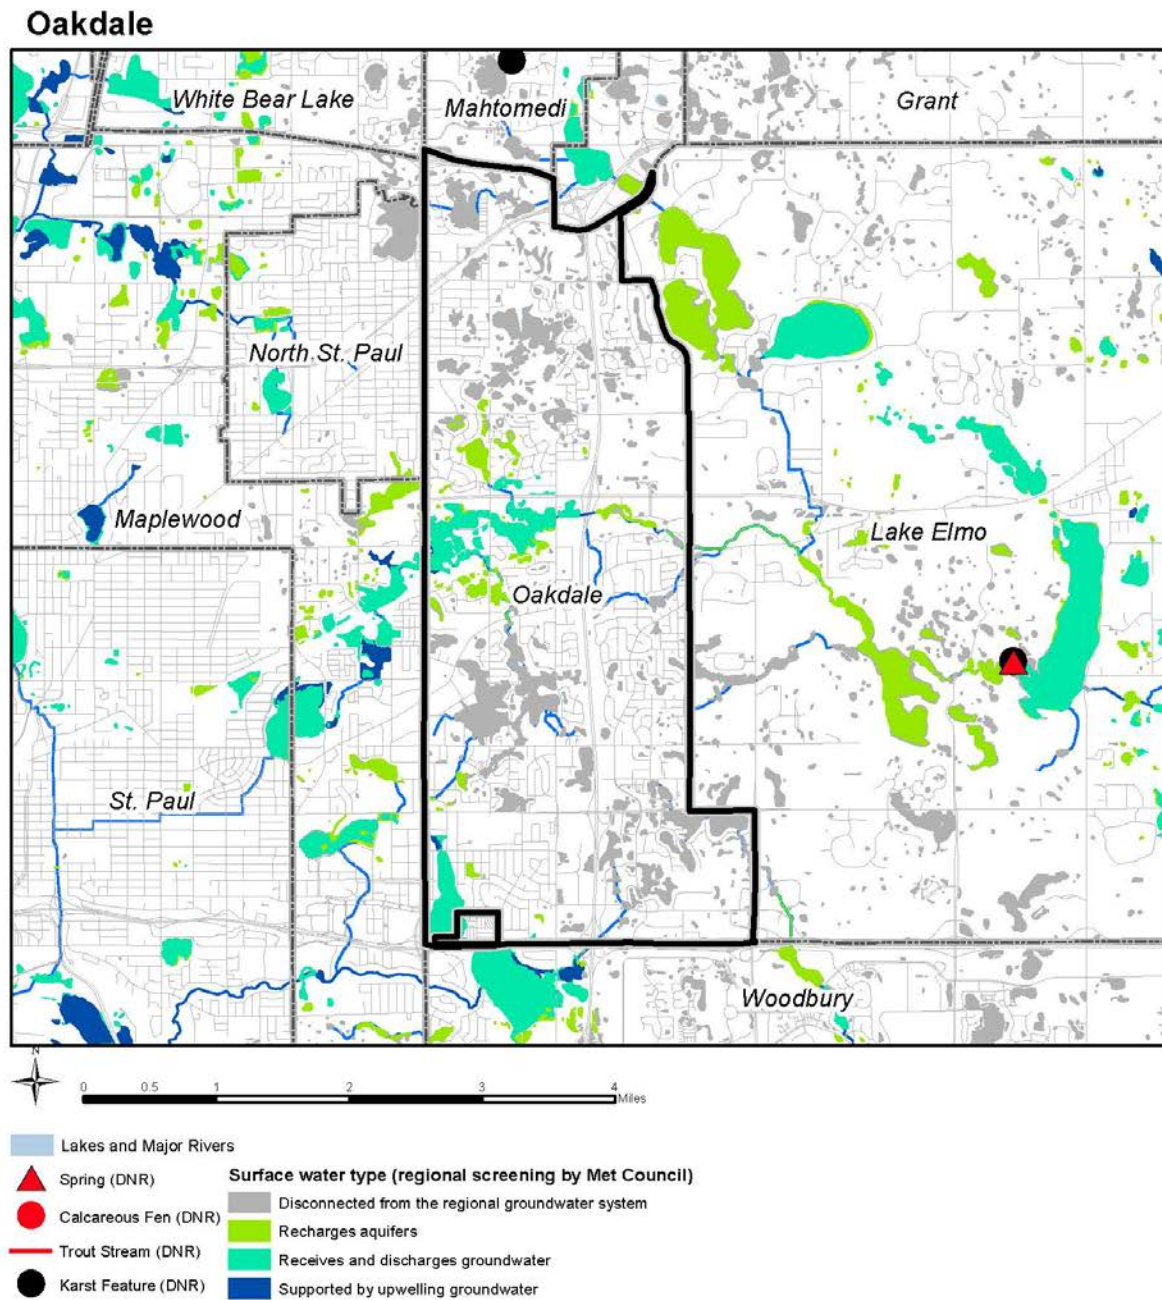 Oakdale
White Bear Lake
Mahtomedi
Grant
North St. Paul
Maplewood
Lake Elmo
Oakdale
St. Paul
Woodbury
N
0 0.5 1 2 3 4
Miles
Lakes and Major Rivers
Spring (DNR)
Calcareous Fen (DNR)
Trout Stream (DNR)
Karst Feature (DNR)
Surface water type (regional screening by Met Council)
Disconnected from the regional groundwater system
Recharges aquifers
Receives and discharges groundwater
Supported by upwelling groundwater